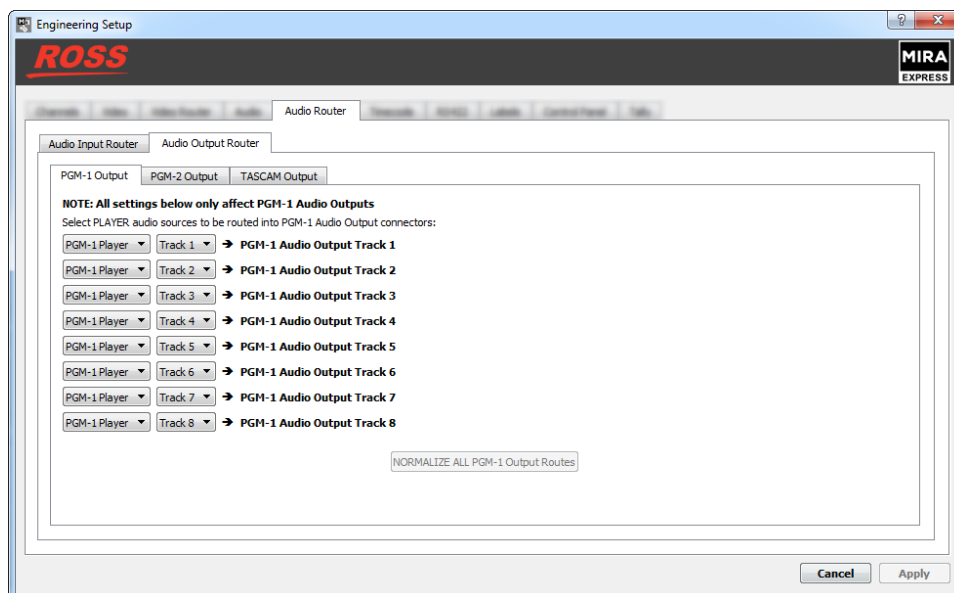 Engineering Setup
ROSS
MIRA
EXPRESS
Audio Router
Audio Input Router Audio Output Router
PGM-1 Output PGM-2 Output TASCAM Output
NOTE: All settings below only affect PGM-1 Audio Outputs
Select PLAYER audio sources to be routed into PGM-1 Audio Output connectors:
PGM-1 Player Track 1 ➔ PGM-1 Audio Output Track 1
PGM-1 Player Track 2 ➔ PGM-1 Audio Output Track 2
PGM-1 Player Track 3 ➔ PGM-1 Audio Output Track 3
PGM-1 Player Track 4 ➔ PGM-1 Audio Output Track 4
PGM-1 Player Track 5 ➔ PGM-1 Audio Output Track 5
PGM-1 Player Track 6 ➔ PGM-1 Audio Output Track 6
PGM-1 Player Track 7 ➔ PGM-1 Audio Output Track 7
PGM-1 Player Track 8 ➔ PGM-1 Audio Output Track 8
NORMALIZE ALL PGM-1 Output Routes
Cancel Apply